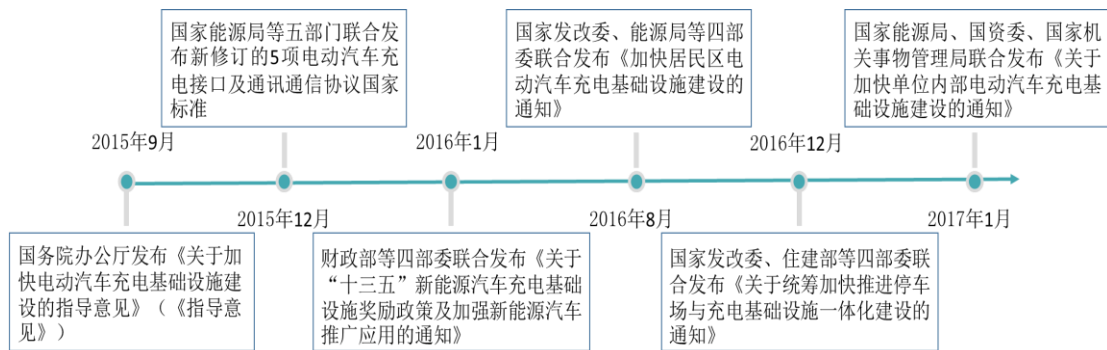 国家能源局等五部门联合发
布新修订的5项电动汽车充
电接口及通讯通信协议国家
标准
国家发改委、能源局等四部
委联合发布《加快居民区电
动汽车充电基础设施建设的
通知》
国家能源局、国资委、国家机
关事物管理局联合发布《关于
加快单位内部电动汽车充电基
础设施建设的通知》
2015年9月
2016年1月
2016年12月
2015年12月
2016年8月
2017年1月
国务院办公厅发布《关于加
快电动汽车充电基础设施建
设的指导意见》（《指导意
见》）
财政部等四部委联合发布《关于
“十三五”新能源汽车充电基础
设施奖励政策及加强新能源汽车
推广应用的通知》
国家发改委、住建部等四部委联
合发布《关于统筹加快推进停车
场与充电基础设施一体化建设的
通知》